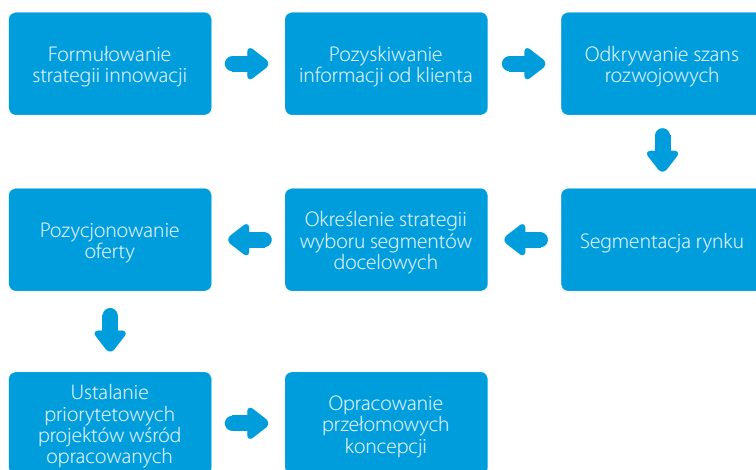 Formułowanie
strategii innowacji
Pozyskiwanie
informacji od klienta
Odkrywanie szans
rozwojowych
Segmentacja rynku
Określenie strategii
wyboru segmentów
docelowych
Pozycjonowanie
oferty
Ustalanie
priorytetowych
projektów wśród
opracowanych
Opracowanie
przełomowych
koncepcji